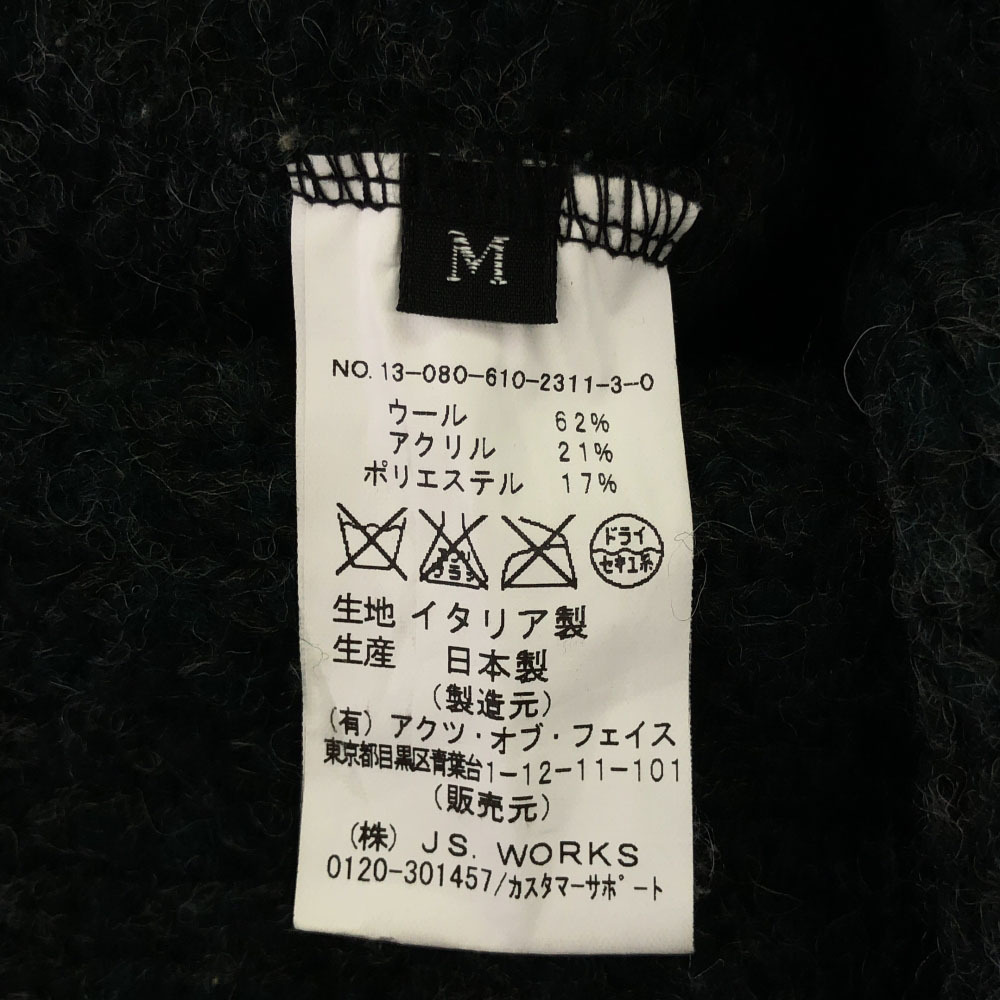 M
NO. 13-080-610-2311-3-0
ウール 62%
アクリル 21%
ポリエステル 17%
ドライ
セキユ系
生地 イタリア製
生産 日本製
(製造元)
(有) アクツ・オブ・フェイス
東京都目黒区青葉台1-12-11-101
(販売元)
(株) JS. WORKS
0120-301457/カスタマーサポート